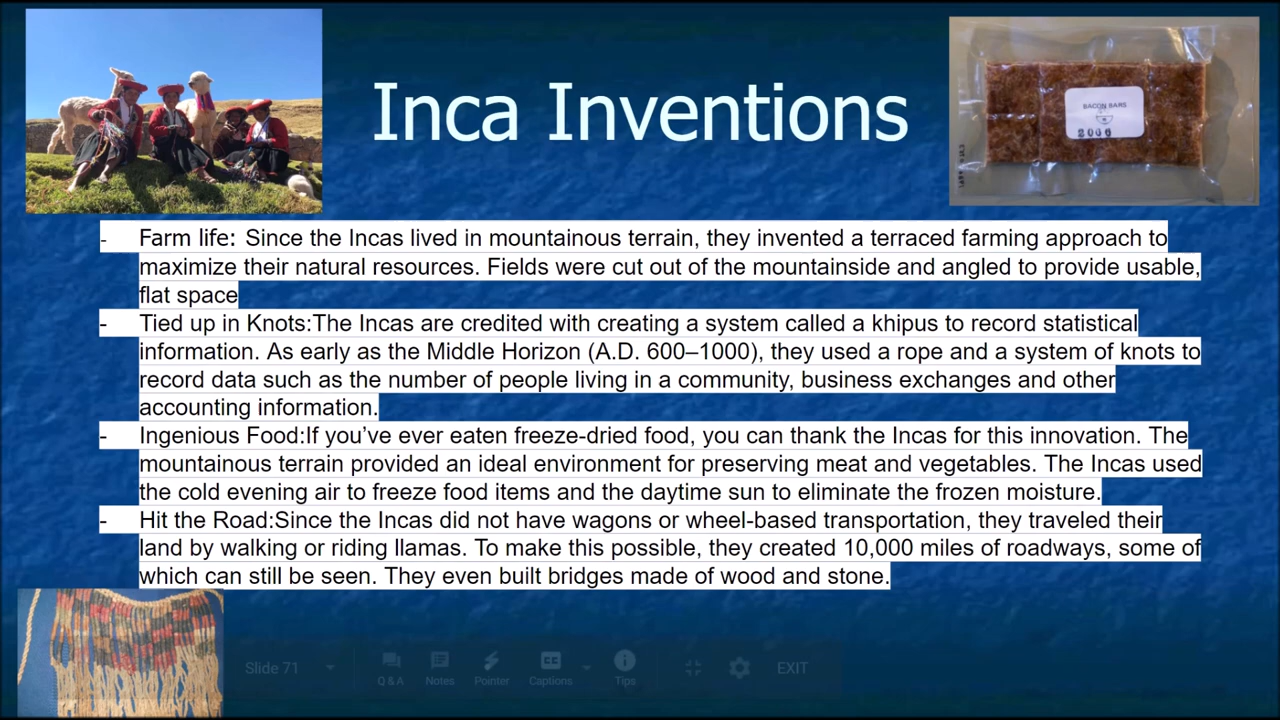 Inca Inventions
BACON BARS
2006
- Farm life: Since the Incas lived in mountainous terrain, they invented a terraced farming approach to
maximize their natural resources. Fields were cut out of the mountainside and angled to provide usable,
flat space
- Tied up in Knots:The Incas are credited with creating a system called a khipus to record statistical
information. As early as the Middle Horizon (A.D. 600–1000), they used a rope and a system of knots to
record data such as the number of people living in a community, business exchanges and other
accounting information.
- Ingenious Food:If you’ve ever eaten freeze-dried food, you can thank the Incas for this innovation. The
mountainous terrain provided an ideal environment for preserving meat and vegetables. The Incas used
the cold evening air to freeze food items and the daytime sun to eliminate the frozen moisture.
- Hit the Road:Since the Incas did not have wagons or wheel-based transportation, they traveled their
land by walking or riding llamas. To make this possible, they created 10,000 miles of roadways, some of
which can still be seen. They even built bridges made of wood and stone.
Slide 71
Q & A
Notes
Pointer
CC
Captions
Tips
EXIT